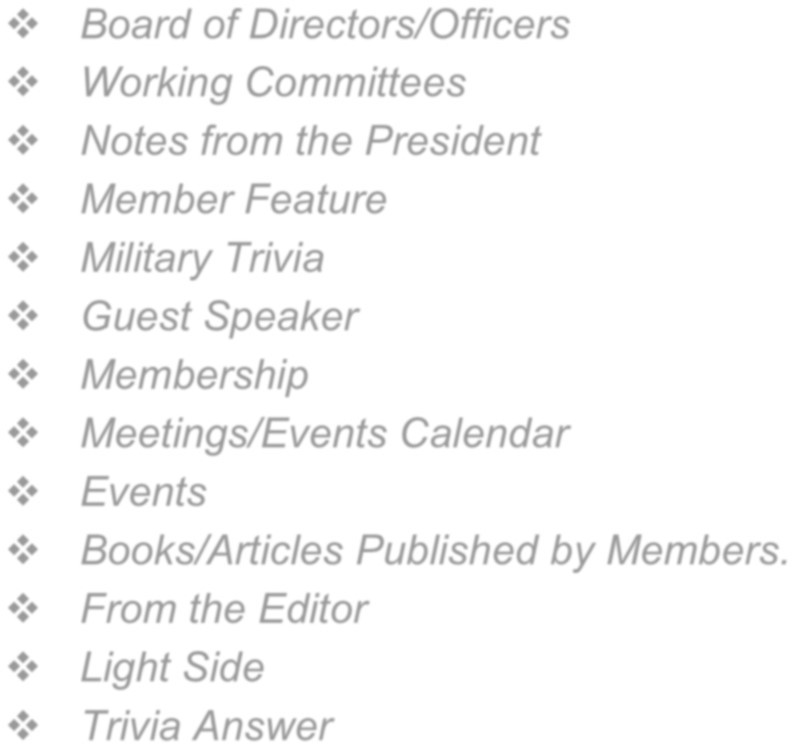 ❖ Board of Directors/Officers
❖ Working Committees
❖ Notes from the President
❖ Member Feature
❖ Military Trivia
❖ Guest Speaker
❖ Membership
❖ Meetings/Events Calendar
❖ Events
❖ Books/Articles Published by Members.
❖ From the Editor
❖ Light Side
❖ Trivia Answer